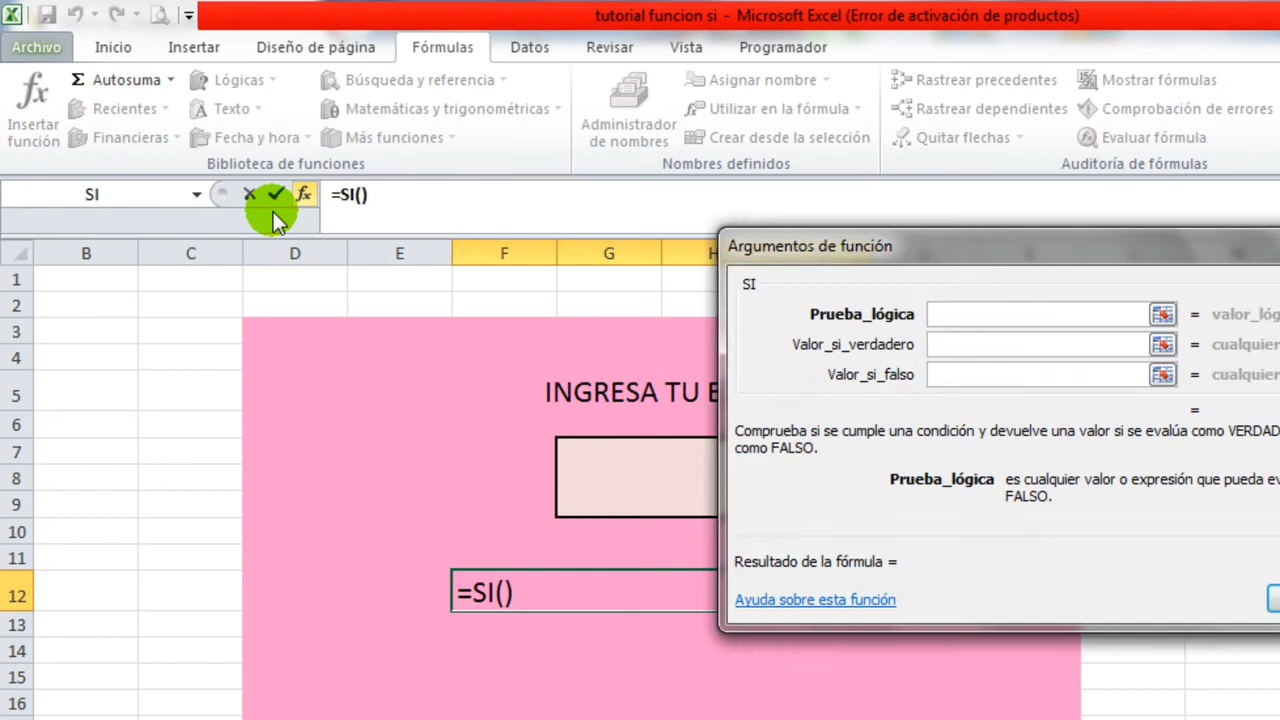 tutorial funcion si - Microsoft Excel (Error de activación de productos)
Archivo Inicio Insertar Diseño de página Fórmulas Datos Revisar Vista Programador
fx Insertar función
Σ Autosuma
Recientes
Financieras
Lógicas
Texto
Fecha y hora
Búsqueda y referencia
Matemáticas y trigonométricas
Más funciones
Biblioteca de funciones
Administrador de nombres
Asignar nombre
Utilizar en la fórmula
Crear desde la selección
Nombres definidos
Rastrear precedentes
Rastrear dependientes
Quitar flechas
Mostrar fórmulas
Comprobación de errores
Evaluar fórmula
Auditoría de fórmulas
SI fx =SI()
B C D E F G H
1
2
3
4
5
6
7
8
9
10
11
12
13
14
15
16
INGRESA TU
=SI()
Argumentos de función
SI
Prueba_lógica =
Valor_si_verdadero = cualquier
Valor_si_falso = cualquier
=
Comprueba si se cumple una condición y devuelve una valor si se evalúa como
como FALSO.
Prueba_lógica es cualquier valor o expresión que pueda
FALSO.
Resultado de la fórmula =
Ayuda sobre esta función